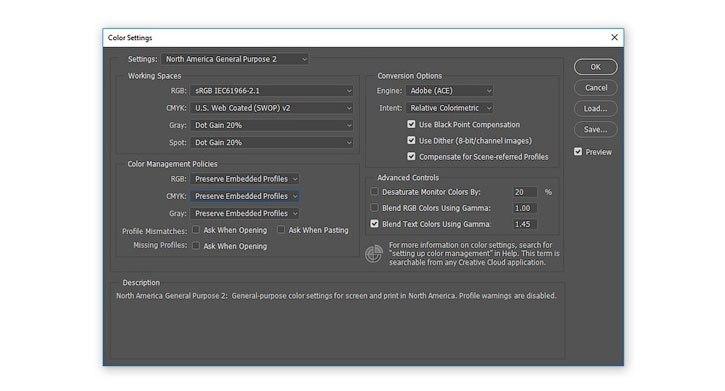 Color Settings
Settings: North America General Purpose 2
Working Spaces
RGB: sRGB IEC61966-2.1
CMYK: U.S. Web Coated (SWOP) v2
Gray: Dot Gain 20%
Spot: Dot Gain 20%
Color Management Policies
RGB: Preserve Embedded Profiles
CMYK: Preserve Embedded Profiles
Gray: Preserve Embedded Profiles
Profile Mismatches: Ask When Opening Ask When Pasting
Missing Profiles: Ask When Opening
Conversion Options
Engine: Adobe (ACE)
Intent: Relative Colorimetric
Use Black Point Compensation
Use Dither (8-bit/channel images)
Compensate for Scene-referred Profiles
Advanced Controls
Desaturate Monitor Colors By: 20 %
Blend RGB Colors Using Gamma: 1.00
Blend Text Colors Using Gamma: 1.45
For more information on color settings, search for
"setting up color management" in Help. This term is
searchable from any Creative Cloud application.
OK
Cancel
Load...
Save...
Preview
Description
North America General Purpose 2: General-purpose color settings for screen and print in North America. Profile warnings are disabled.